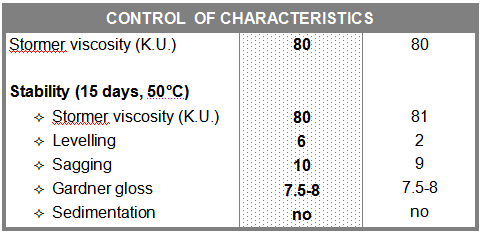 CONTROL OF CHARACTERISTICS
Stormer viscosity (K.U.) 80 80
Stability (15 days, 50°C)
Stormer viscosity (K.U.) 80 81
Levelling 6 2
Sagging 10 9
Gardner gloss 7.5-8 7.5-8
Sedimentation no no